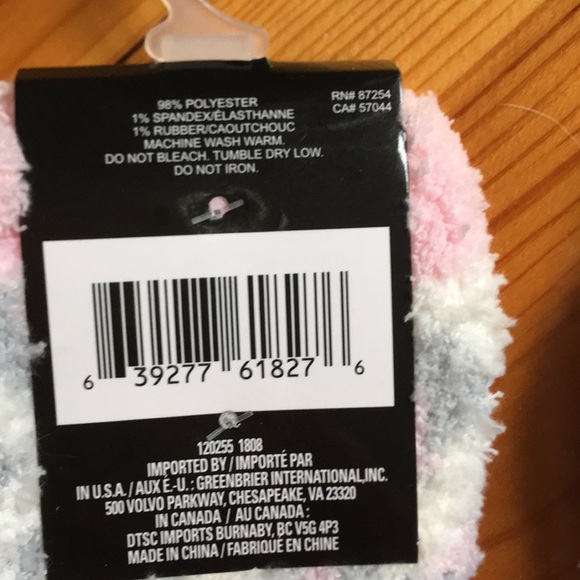 98% POLYESTER
1% SPANDEX/ÉLASTHANNE
1% RUBBER/CAOUTCHOUC
MACHINE WASH WARM.
DO NOT BLEACH. TUMBLE DRY LOW.
DO NOT IRON.
RN# 87254
CA# 57044
6 39277 61827 6
120255 1808
IMPORTED BY / IMPORTÉ PAR
IN U.S.A. / AUX É.-U. : GREENBRIER INTERNATIONAL,INC.
500 VOLVO PARKWAY, CHESAPEAKE, VA 23320
IN CANADA / AU CANADA :
DTSC IMPORTS BURNABY, BC V5G 4P3
MADE IN CHINA / FABRIQUÉ EN CHINE